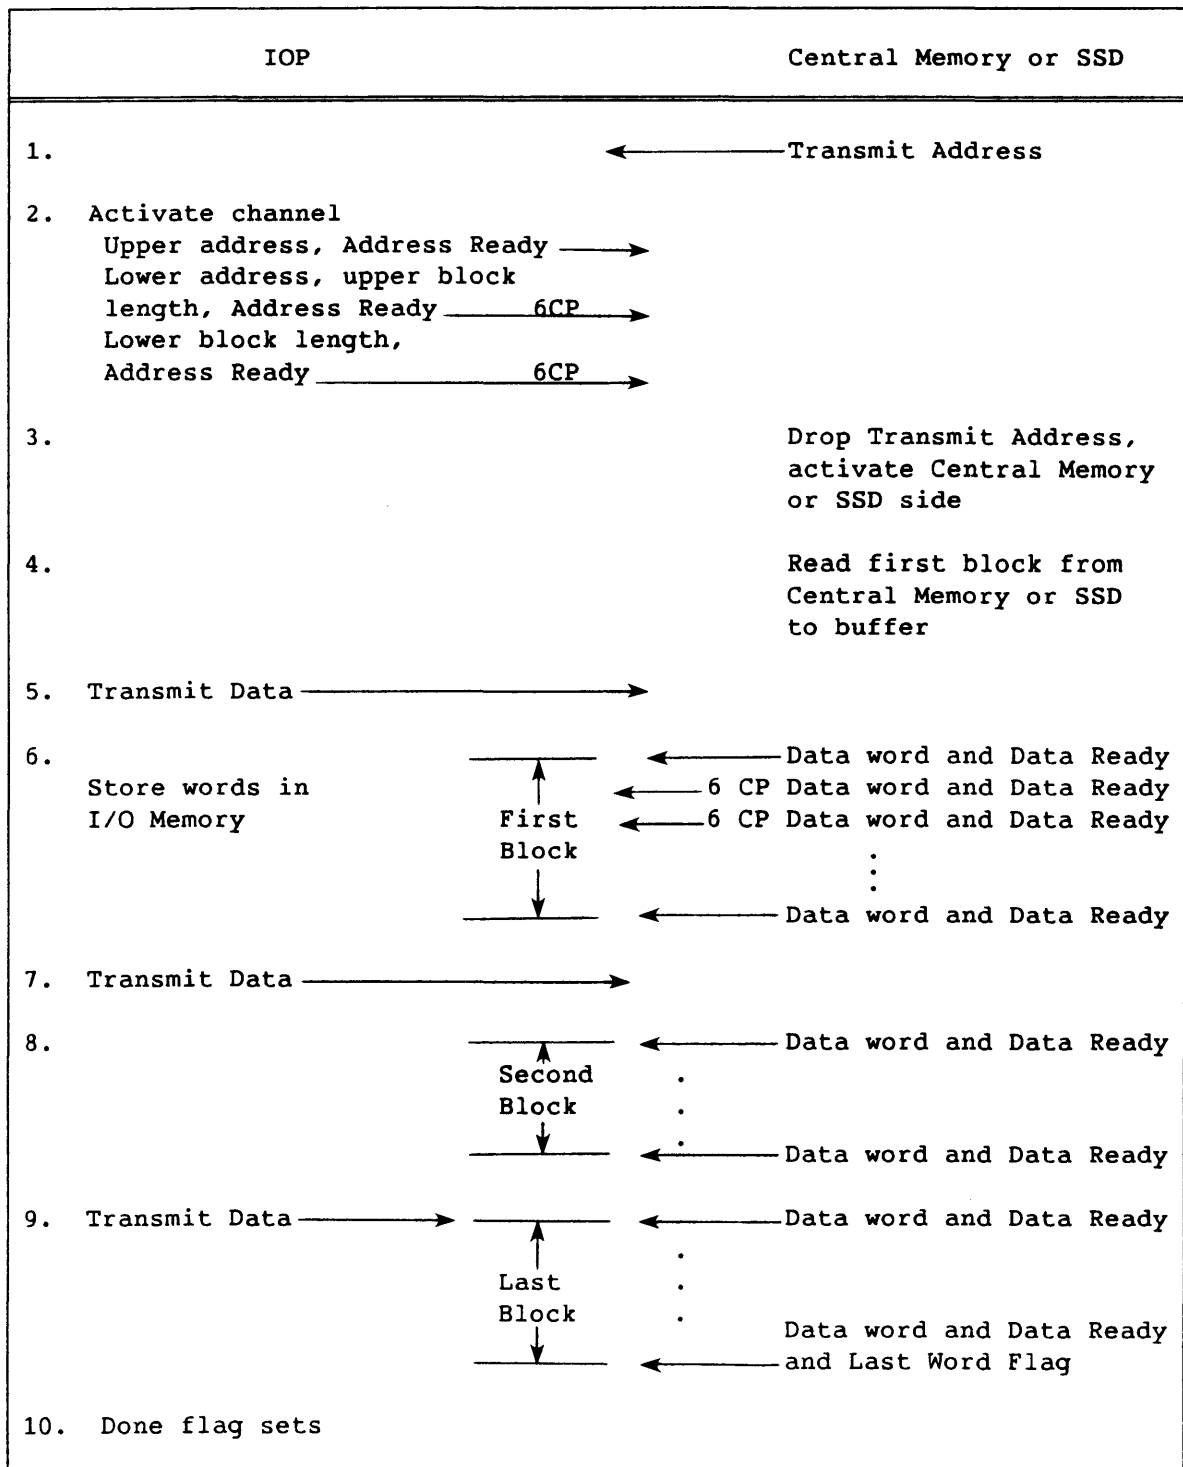 IOP Central Memory or SSD
1. Transmit Address
2. Activate channel
Upper address, Address Ready
Lower address, upper block
length, Address Ready 6CP
Lower block length,
Address Ready 6CP
3. Drop Transmit Address,
activate Central Memory
or SSD side
4. Read first block from
Central Memory or SSD
to buffer
5. Transmit Data
6. Data word and Data Ready
Store words in 6 CP Data word and Data Ready
I/O Memory First 6 CP Data word and Data Ready
Block
Data word and Data Ready
7. Transmit Data
8. Data word and Data Ready
Second
Block
Data word and Data Ready
9. Transmit Data Data word and Data Ready
Last
Block
Data word and Data Ready
and Last Word Flag
10. Done flag sets